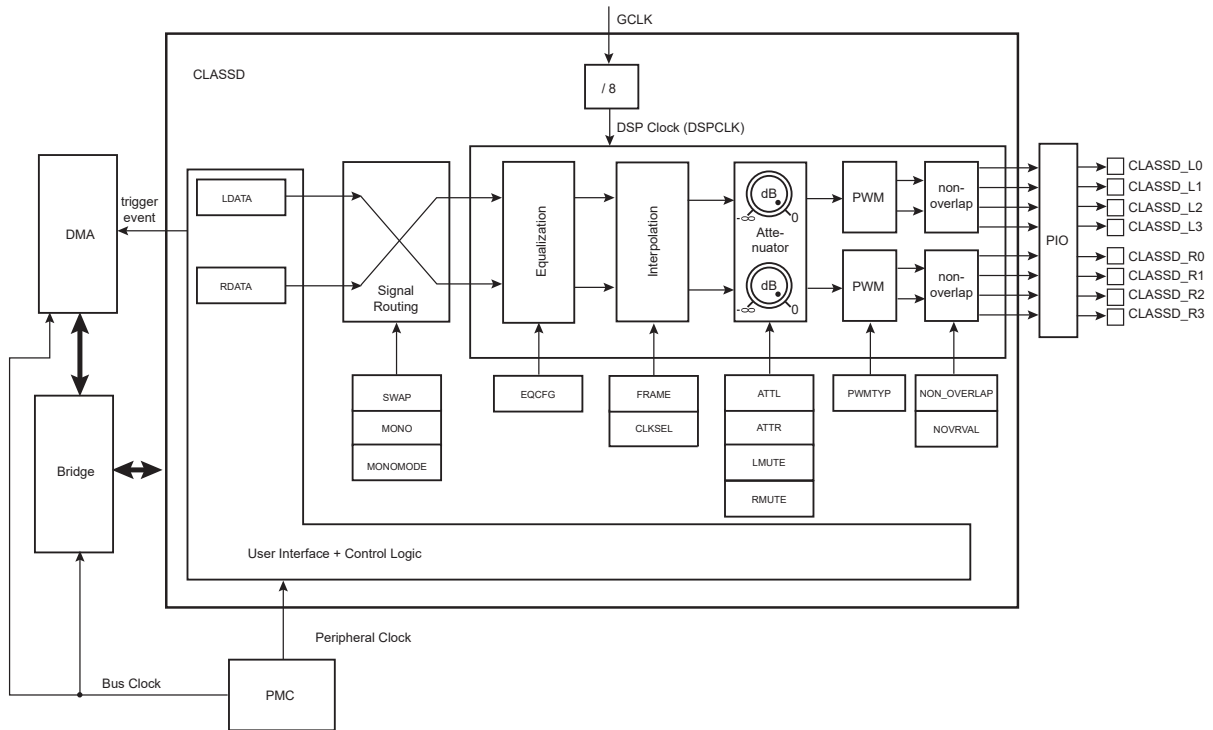 GCLK
CLASSD
/ 8
DSP Clock (DSPCLK)
DMA
trigger
event
LDATA
RDATA
Signal
Routing
Equalization
Interpolation
dB
-∞
0
Atte-
nuator
dB
-∞
0
PWM
non-
overlap
PWM
non-
overlap
PIO
CLASSD_L0
CLASSD_L1
CLASSD_L2
CLASSD_L3
CLASSD_R0
CLASSD_R1
CLASSD_R2
CLASSD_R3
SWAP
MONO
MONOMODE
EQCFG
FRAME
CLKSEL
ATTL
ATTR
LMUTE
RMUTE
PWMTYP
NON_OVERLAP
NOVRVAL
Bridge
User Interface + Control Logic
Peripheral Clock
Bus Clock
PMC